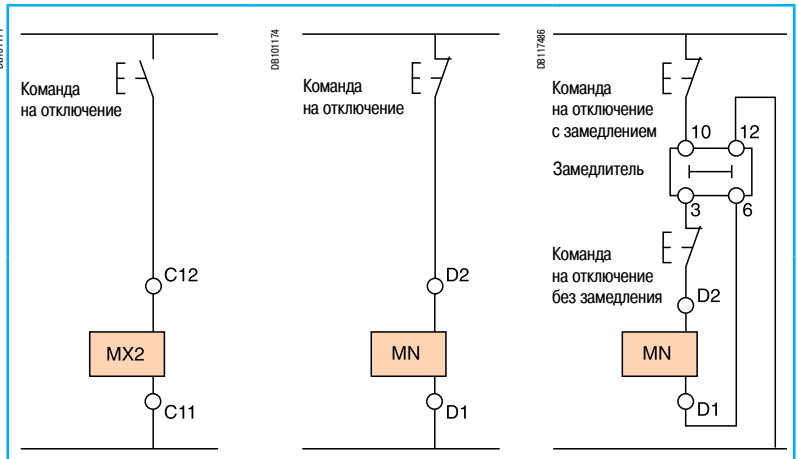 DB101174
Команда
на отключение
C12
MX2
C11
DB101174
Команда
на отключение
D2
MN
D1
DB117486
Команда
на отключение
с замедлением
10
12
Замедлитель
3
6
Команда
на отключение
без замедления
D2
MN
D1